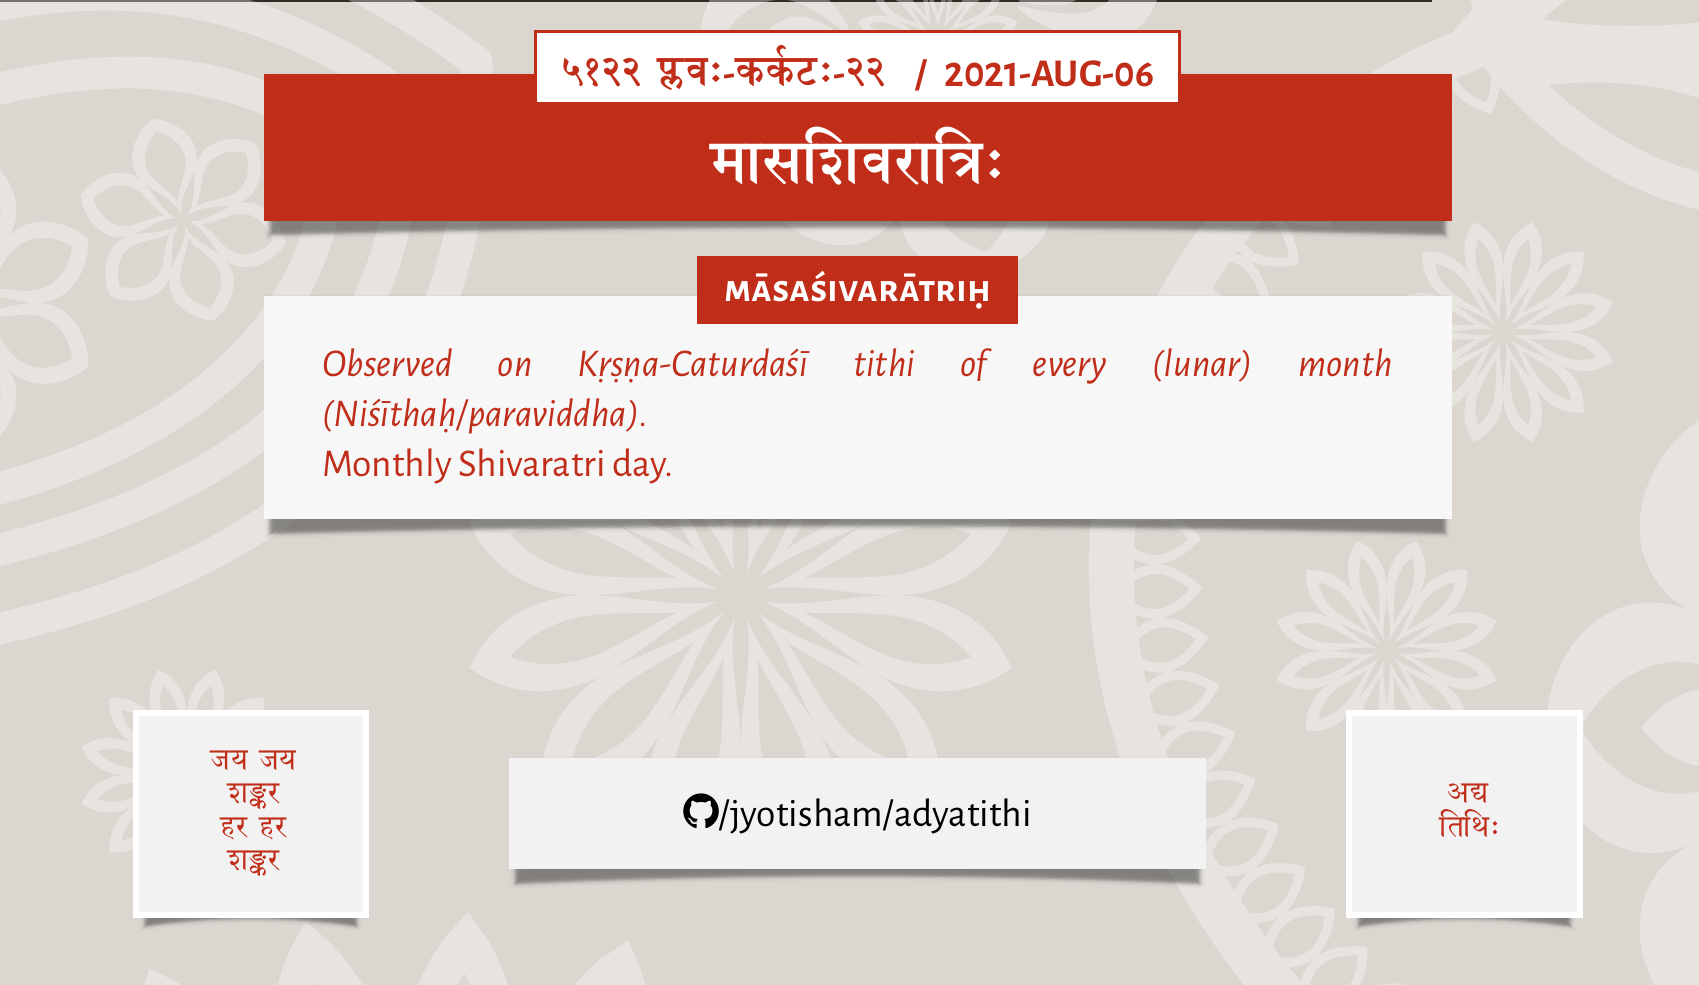 ५१२२ प्लवः-कर्कटः-२२ / 2021-AUG-06
मासशिवरात्रिः
MĀSAŚIVARĀTRIḤ
Observed on Kṛṣṇa-Caturdaśī tithi of every (lunar) month
(Niśīthaḥ/paraviddha).
Monthly Shivaratri day.
जय जय
शङ्कर
हर हर
शङ्कर
/jyotisham/adyatithi
अद्य
तिथिः